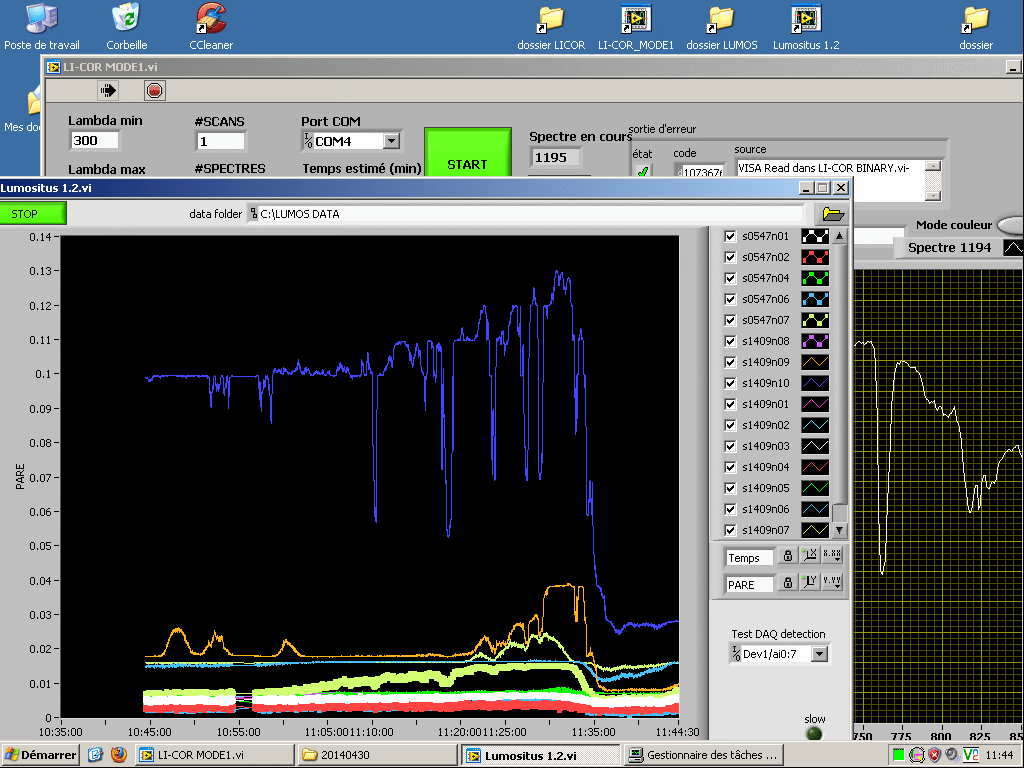 Poste de travail
Corbeille
CCleaner
dossier LICOR
LI-COR_MODE1
dossier LUMOS
Lumositus 1.2
dossier
LI-COR MODE1.vi
Mes do
Lambda min
#SCANS
Port COM
300
1
COM4
START
Spectre en cours
1195
sortie d'erreur
état
code
source
107367
VISA Read dans LI-COR BINARY.vi-
Lambda max
#SPECTRES
Temps estimé (min)
Lumositus 1.2.vi
STOP
data folder
C:\LUMOS DATA
Mode couleur
Spectre 1194
0.14
0.13
0.12
0.11
0.1
0.09
0.08
0.07
0.06
0.05
0.04
0.03
0.02
0.01
0
PARE
10:35:00
10:45:00
10:55:00
11:10:00
11:20:00
11:25:00
11:35:00
11:44:30
s0547n01
s0547n02
s0547n04
s0547n06
s0547n07
s1409n08
s1409n09
s1409n10
s1409n01
s1409n02
s1409n03
s1409n04
s1409n05
s1409n06
s1409n07
Temps
X.XX
PARE
Y.YY
Test DAQ detection
Dev1/ai0:7
slow
750
775
800
825
85
Démarrer
LI-COR MODE1.vi
20140430
Lumositus 1.2.vi
Gestionnaire des tâches ...
11:44